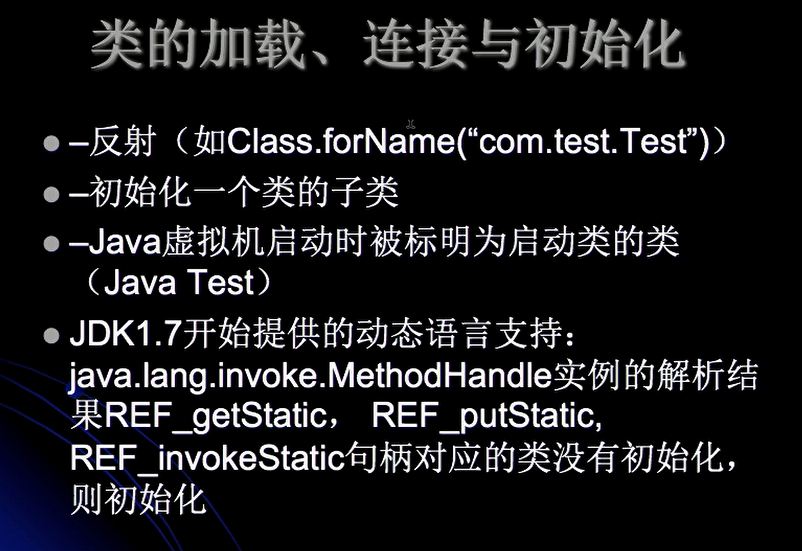 类的加载、连接与初始化
–反射（如Class.forName(“com.test.Test”)）
–初始化一个类的子类
–Java虚拟机启动时被标明为启动类的类
（Java Test）
JDK1.7开始提供的动态语言支持：
java.lang.invoke.MethodHandle实例的解析结
果REF_getStatic， REF_putStatic,
REF_invokeStatic句柄对应的类没有初始化，
则初始化